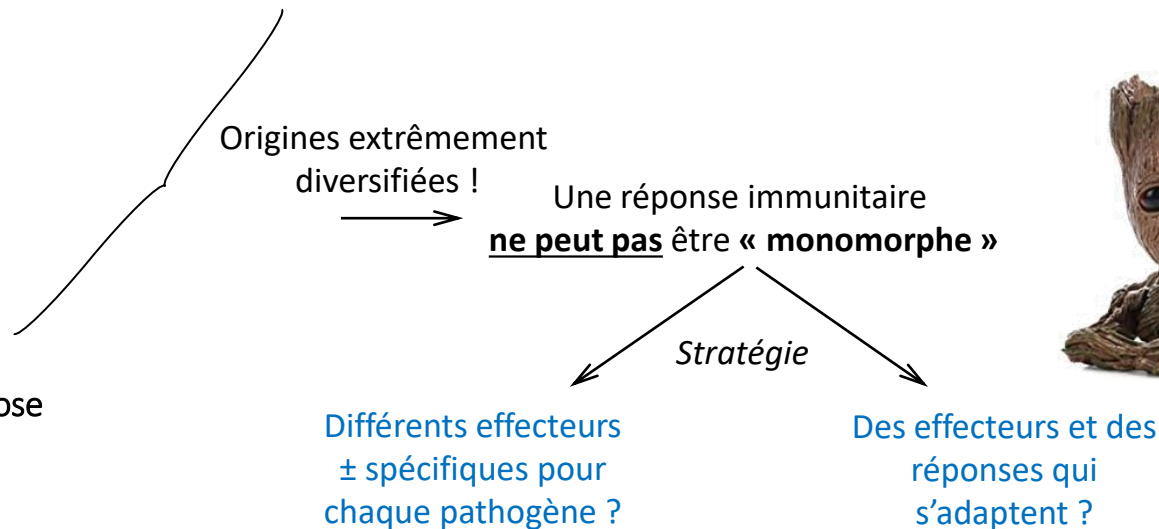 Origines extrêmement
diversifiées !
Une réponse immunitaire
ne peut pas être « monomorphe »
Stratégie
ose
Différents effecteurs
± spécifiques pour
chaque pathogène ?
Des effecteurs et des
réponses qui
s’adaptent ?